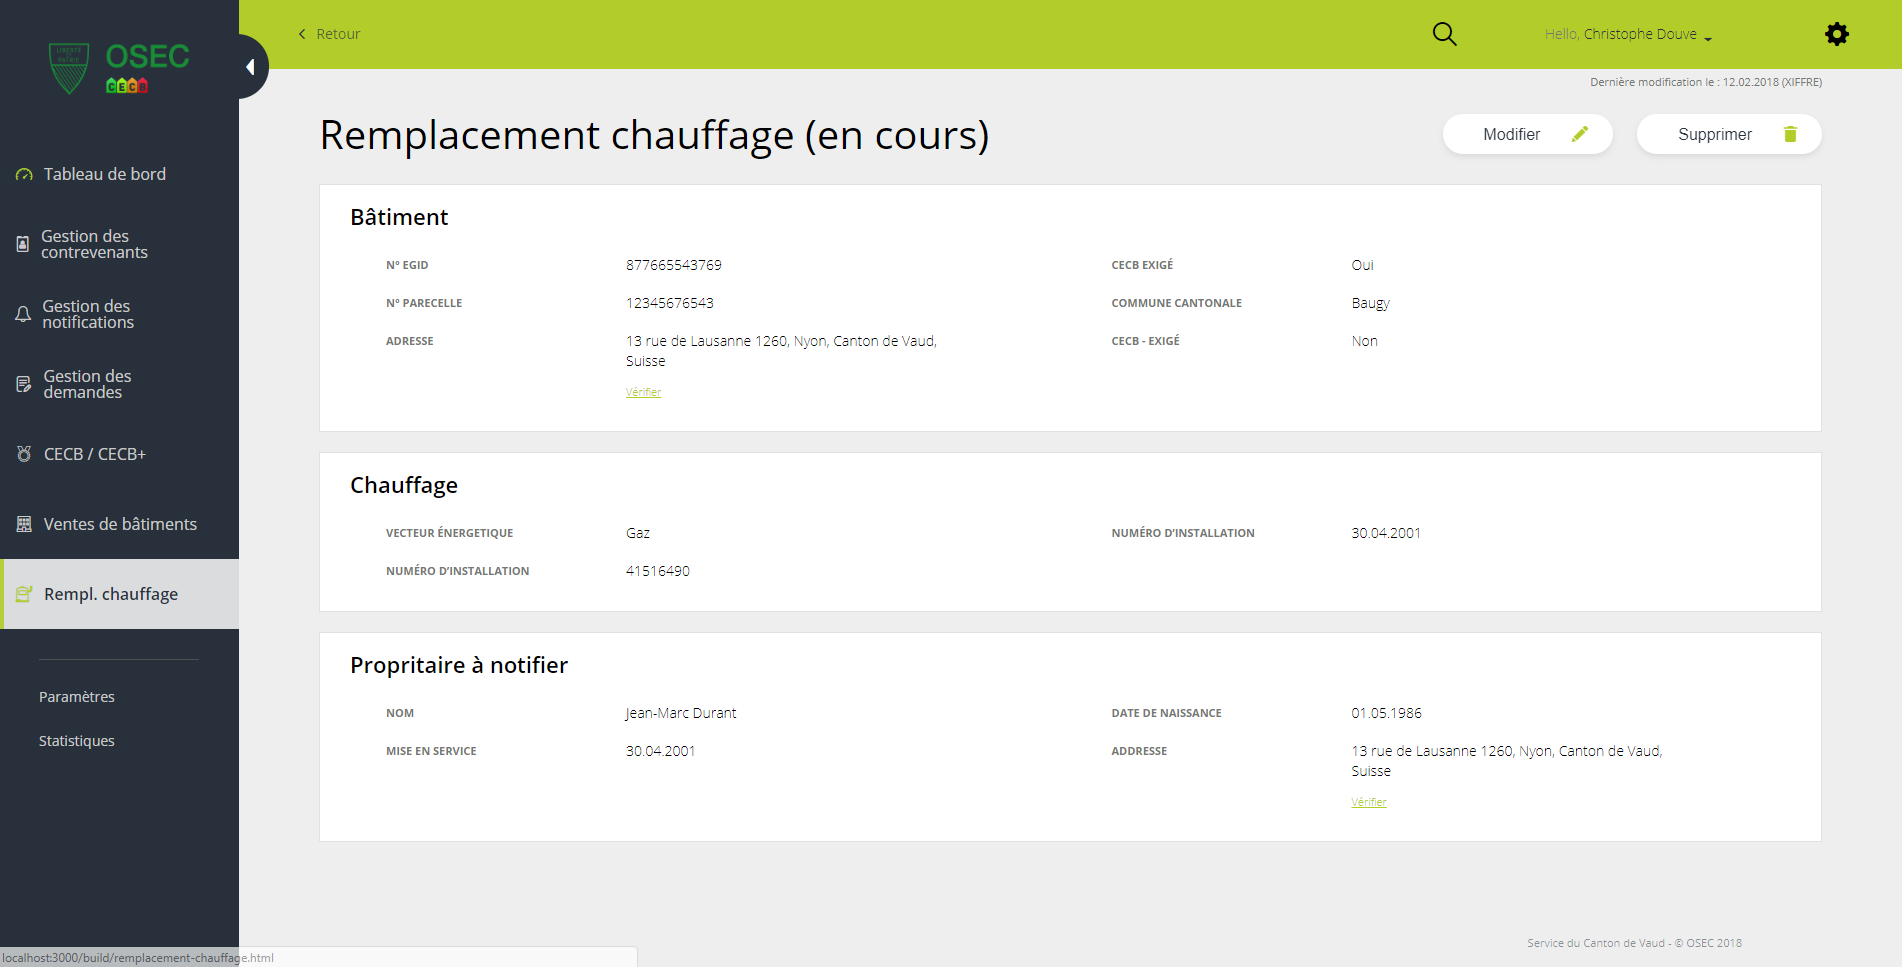 LIBERTÉ
ET
PATRIE
OSEC
CECB
Tableau de bord
Gestion des
contrevenants
Gestion des
notifications
Gestion des
demandes
CECB / CECB+
Ventes de bâtiments
Rempl. chauffage
Paramètres
Statistiques
Retour
Hello, Christophe Douve
Dernière modification le : 12.02.2018 (XIFFRE)
Remplacement chauffage (en cours)
Modifier
Supprimer
Bâtiment
N° EGID 877665543769
CECB EXIGÉ Oui
N° PARECELLE 12345676543
COMMUNE CANTONALE Baugy
ADRESSE 13 rue de Lausanne 1260, Nyon, Canton de Vaud,
Suisse
Vérifier
CECB - EXIGÉ Non
Chauffage
VECTEUR ÉNERGETIQUE Gaz
NUMÉRO D'INSTALLATION 30.04.2001
NUMÉRO D'INSTALLATION 41516490
Propritaire à notifier
NOM Jean-Marc Durant
DATE DE NAISSANCE 01.05.1986
MISE EN SERVICE 30.04.2001
ADDRESSE 13 rue de Lausanne 1260, Nyon, Canton de Vaud,
Suisse
Vérifier
Service du Canton de Vaud - © OSEC 2018
localhost:3000/build/remplacement-chauffage.html